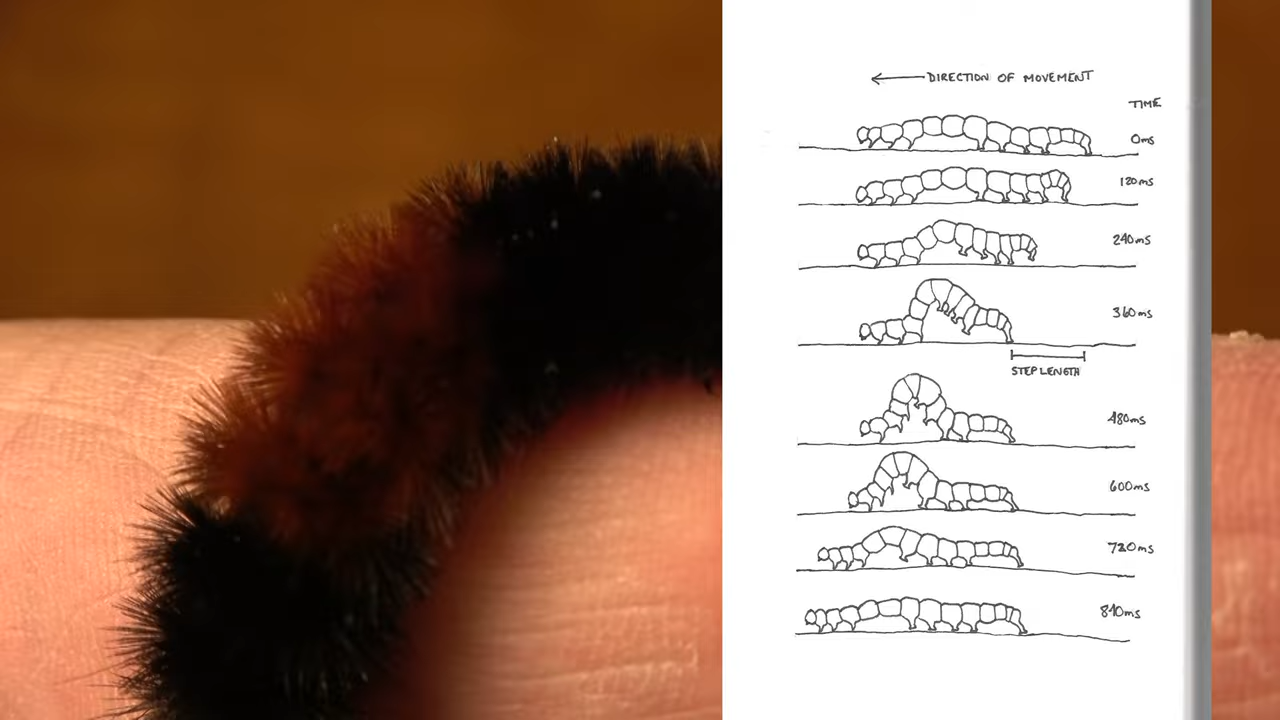 DIRECTION OF MOVEMENT
TIME
0ms
120ms
240ms
360ms
STEP LENGTH
480ms
600ms
720ms
840ms